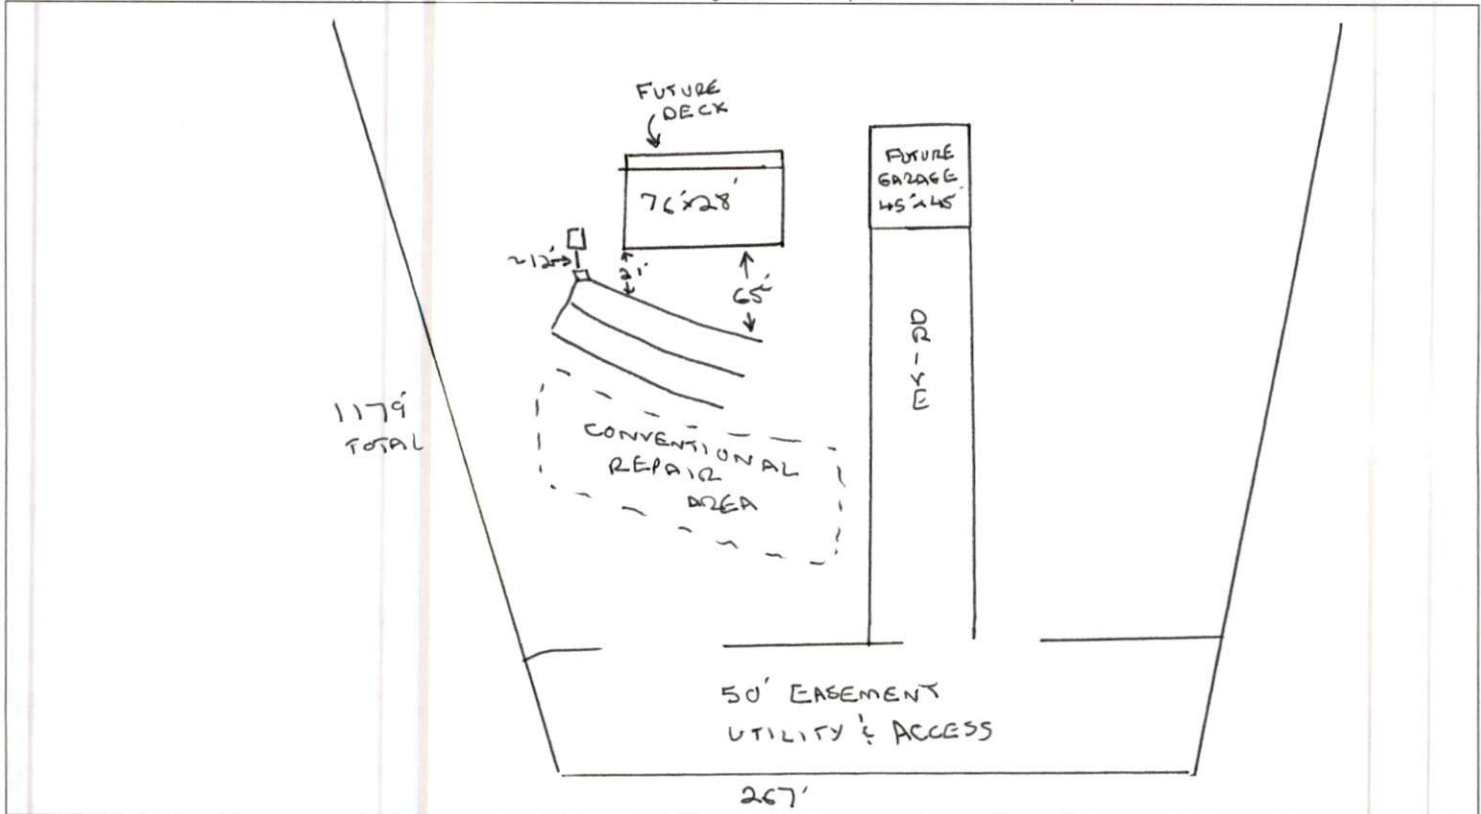 FUTURE
DECK
76'x28'
FUTURE
GARAGE
45'x45'
~12'
21'
65'
DRIVE
1179'
TOTAL
CONVENTIONAL
REPAIR
AREA
50' EASEMENT
UTILITY & ACCESS
267'